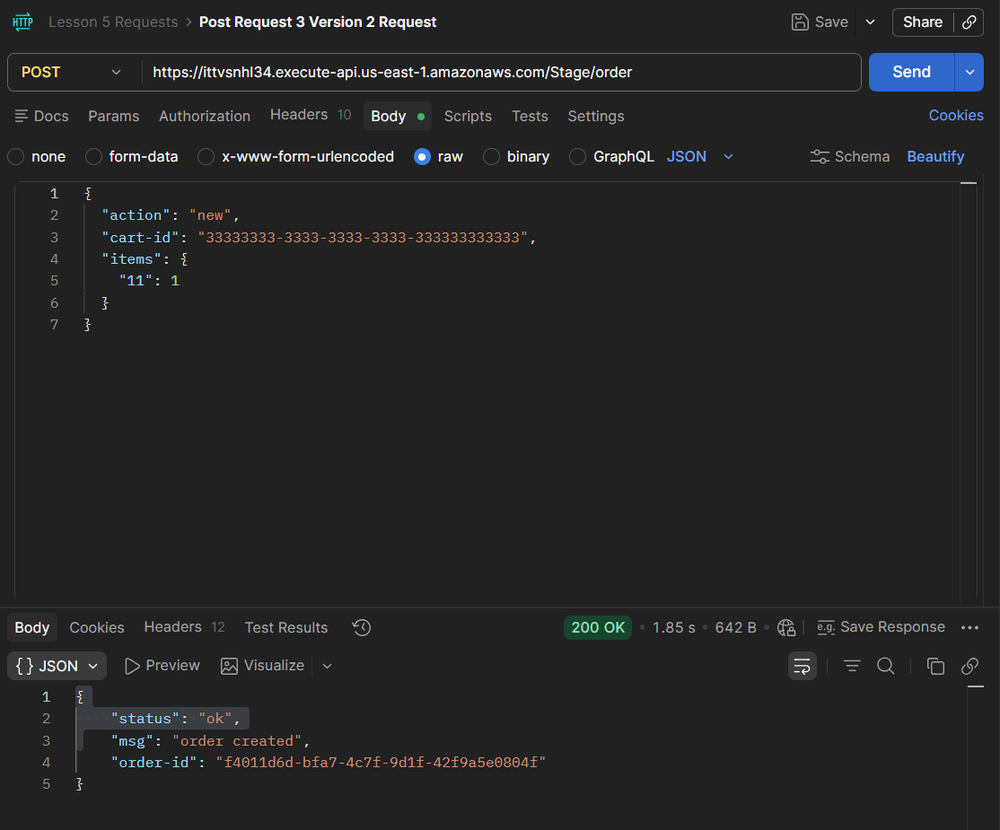 HTTP Lesson 5 Requests > Post Request 3 Version 2 Request Save Share
POST https://ittvsnhl34.execute-api.us-east-1.amazonaws.com/Stage/order Send
Docs Params Authorization Headers 10 Body Scripts Tests Settings Cookies
none form-data x-www-form-urlencoded raw binary GraphQL JSON Schema Beautify
1 {
2 "action": "new",
3 "cart-id": "33333333-3333-3333-3333-333333333333",
4 "items": {
5 "11": 1
6 }
7 }
Body Cookies Headers 12 Test Results 200 OK • 1.85 s • 642 B • e.g. Save Response
{} JSON Preview Visualize
1 {
2 "status": "ok",
3 "msg": "order created",
4 "order-id": "f4011d6d-bfa7-4c7f-9d1f-42f9a5e0804f"
5 }